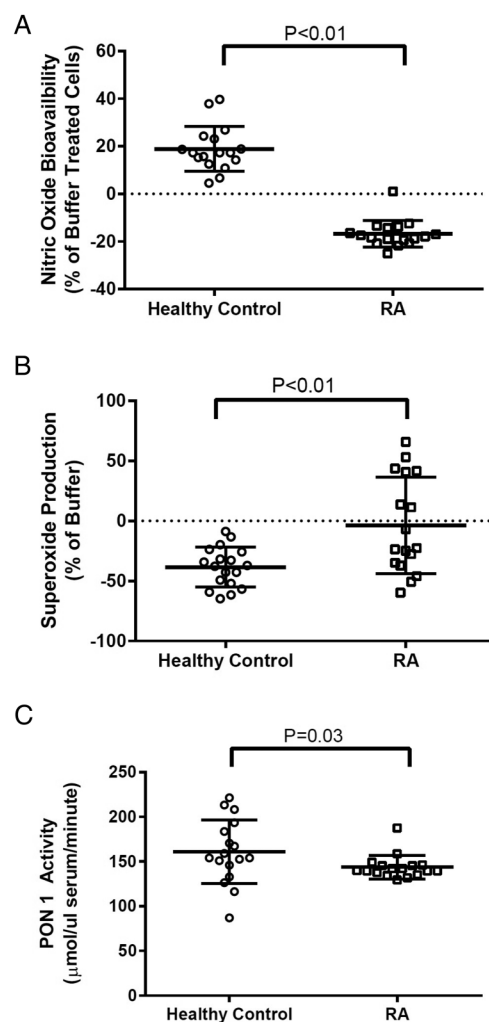 A
P<0.01
Nitric Oxide Bioavailbility
(% of Buffer Treated Cells)
60
40
20
0
-20
-40
Healthy Control
RA
B
P<0.01
Superoxide Production
(% of Buffer)
100
50
0
-50
-100
Healthy Control
RA
C
P=0.03
PON 1 Activity
(μmol/ul serum/minute)
250
200
150
100
50
0
Healthy Control
RA